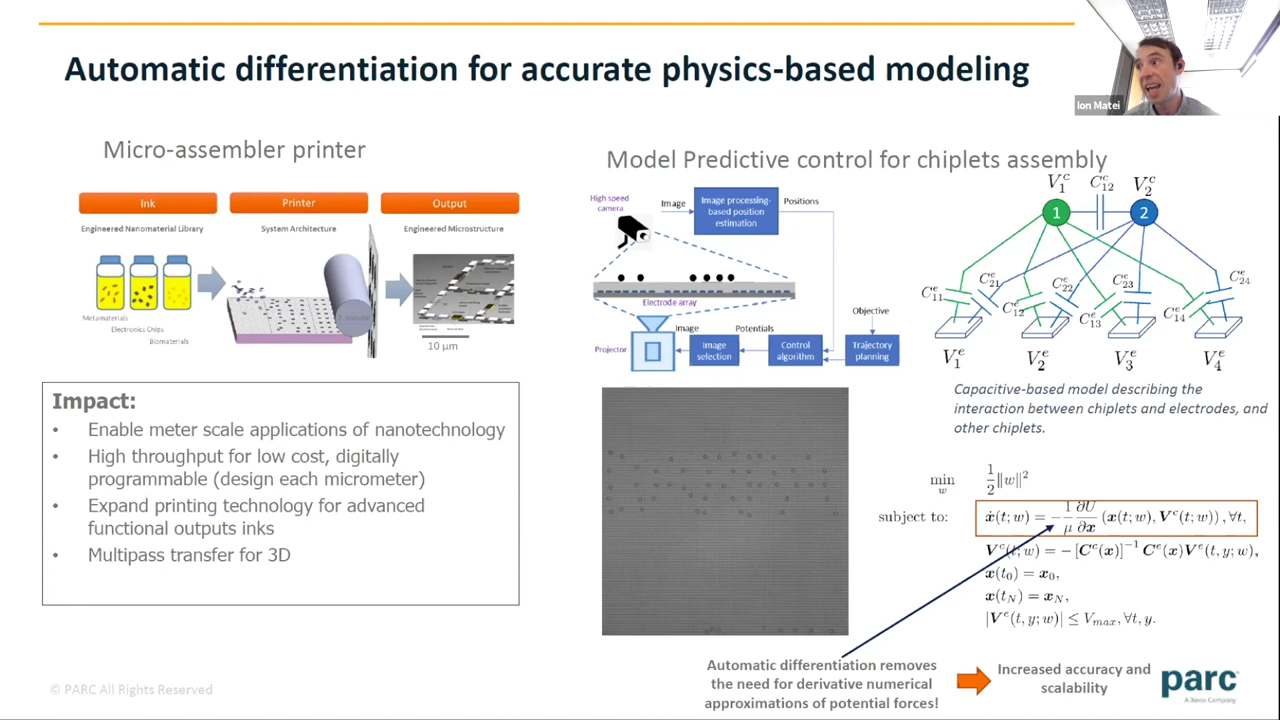 Automatic differentiation for accurate physics-based modeling
Ion Matei
Micro-assembler printer
Ink
Printer
Output
Engineered Nanomaterial Library
System Architecture
Engineered Microstructure
Metamaterials
Electronics Chips
Biomaterials
10 μm
Impact:
• Enable meter scale applications of nanotechnology
• High throughput for low cost, digitally
programmable (design each micrometer)
• Expand printing technology for advanced
functional outputs inks
• Multipass transfer for 3D
Model Predictive control for chiplets assembly
High speed
camera
Image
Image processing-
based position
estimation
Positions
Electrode array
Objective
Projector
Image
Image
selection
Potentials
Control
algorithm
Trajectory
planning
V₁ᶜ C₁₂ᶜ V₂ᶜ
1 2
C₁₁ᵉ C₂₁ᵉ C₁₂ᵉ C₂₂ᵉ C₁₃ᵉ C₂₃ᵉ C₁₄ᵉ C₂₄ᵉ
V₁ᵉ V₂ᵉ V₃ᵉ V₄ᵉ
Capacitive-based model describing the
interaction between chiplets and electrodes, and
other chiplets.
min_w ½‖w‖²
subject to: ẋ(t; w) = −(1/μ)(∂U/∂x)(x(t; w), Vᶜ(t; w)), ∀t,
Vᶜ(t; w) = −[Cᶜ(x)]⁻¹ Cᵉ(x)Vᵉ(t, y; w),
x(t₀) = x₀,
x(t_N) = x_N,
|Vᵉ(t, y; w)| ≤ V_max, ∀t, y.
Automatic differentiation removes
the need for derivative numerical
approximations of potential forces!
Increased accuracy and
scalability
parc
A Xerox Company
© PARC All Rights Reserved